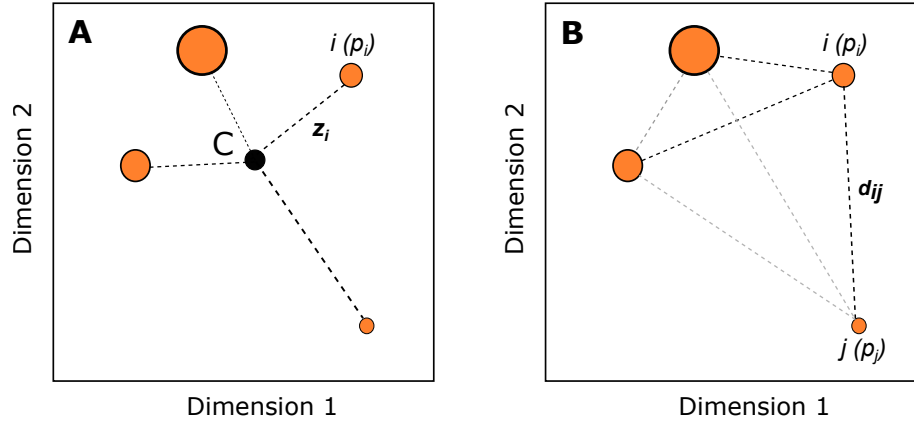 A
i (pi)
C
zi
Dimension 2
Dimension 1
B
i (pi)
dij
j (pj)
Dimension 2
Dimension 1